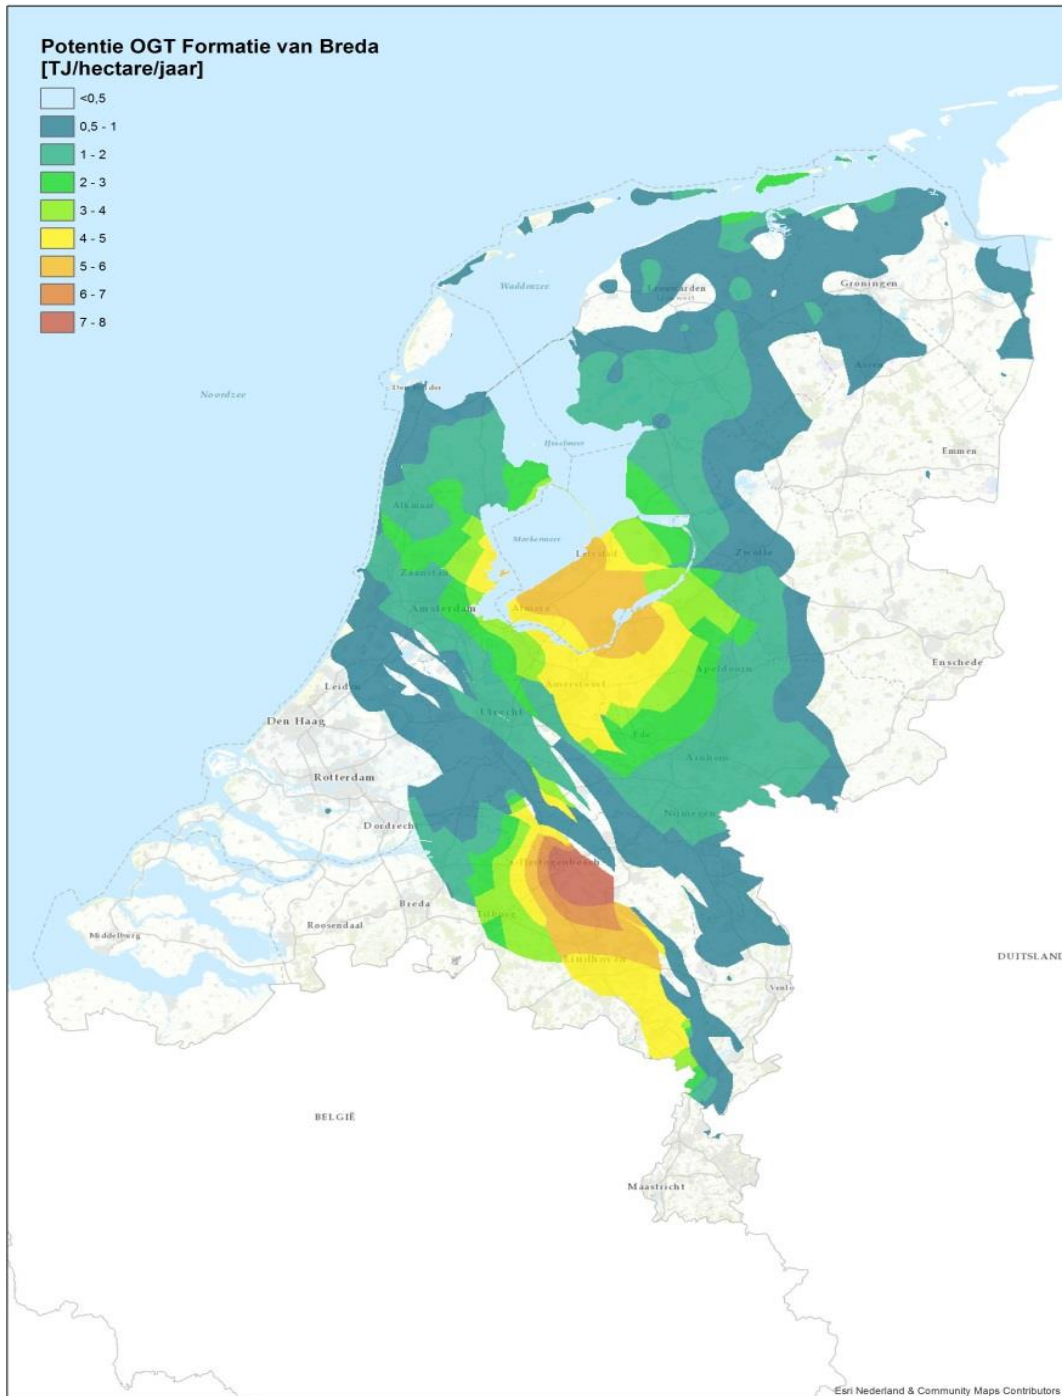 Potentie OGT Formatie van Breda
[TJ/hectare/jaar]
<0,5
0,5 - 1
1 - 2
2 - 3
3 - 4
4 - 5
5 - 6
6 - 7
7 - 8
Waddenzee
Leeuwarden
Groningen
Assen
Noordzee
Den Helder
IJsselmeer
Emmen
Alkmaar
Markermeer
Lelystad
Zwolle
Zaanstad
Amsterdam
Almere
Enschede
Apeldoorn
Leiden
Amersfoort
Utrecht
Den Haag
Ede
Arnhem
Rotterdam
Nijmegen
Dordrecht
's-Hertogenbosch
Breda
Tilburg
Roosendaal
Middelburg
Eindhoven
DUITSLAND
Venlo
BELGIË
Maastricht
Esri Nederland & Community Maps Contributors